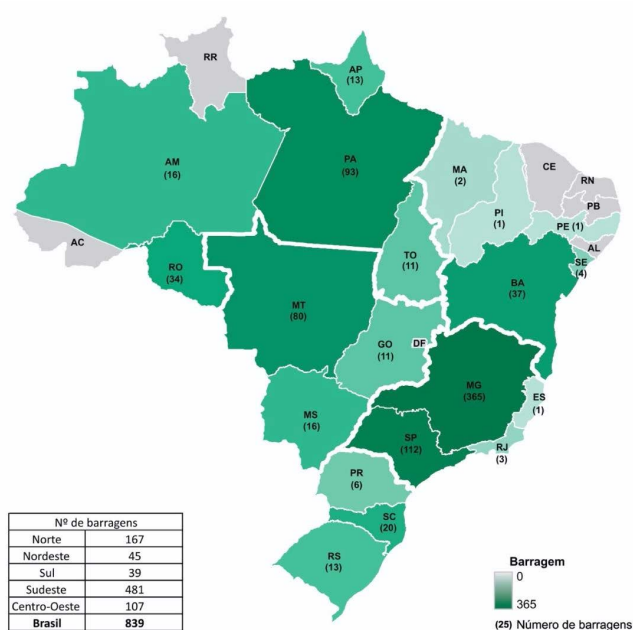 RR
AP
(13)
AM
(16)
PA
(93)
MA
(2)
CE
RN
PB
PI
(1)
PE (1)
AL
SE
(4)
AC
RO
(34)
TO
(11)
BA
(37)
MT
(80)
GO
(11)
DF
MG
(365)
ES
(1)
MS
(16)
SP
(112)
RJ
(3)
PR
(6)
SC
(20)
RS
(13)
Nº de barragens
Norte 167
Nordeste 45
Sul 39
Sudeste 481
Centro-Oeste 107
Brasil 839
Barragem
0
365
(25) Número de barragens